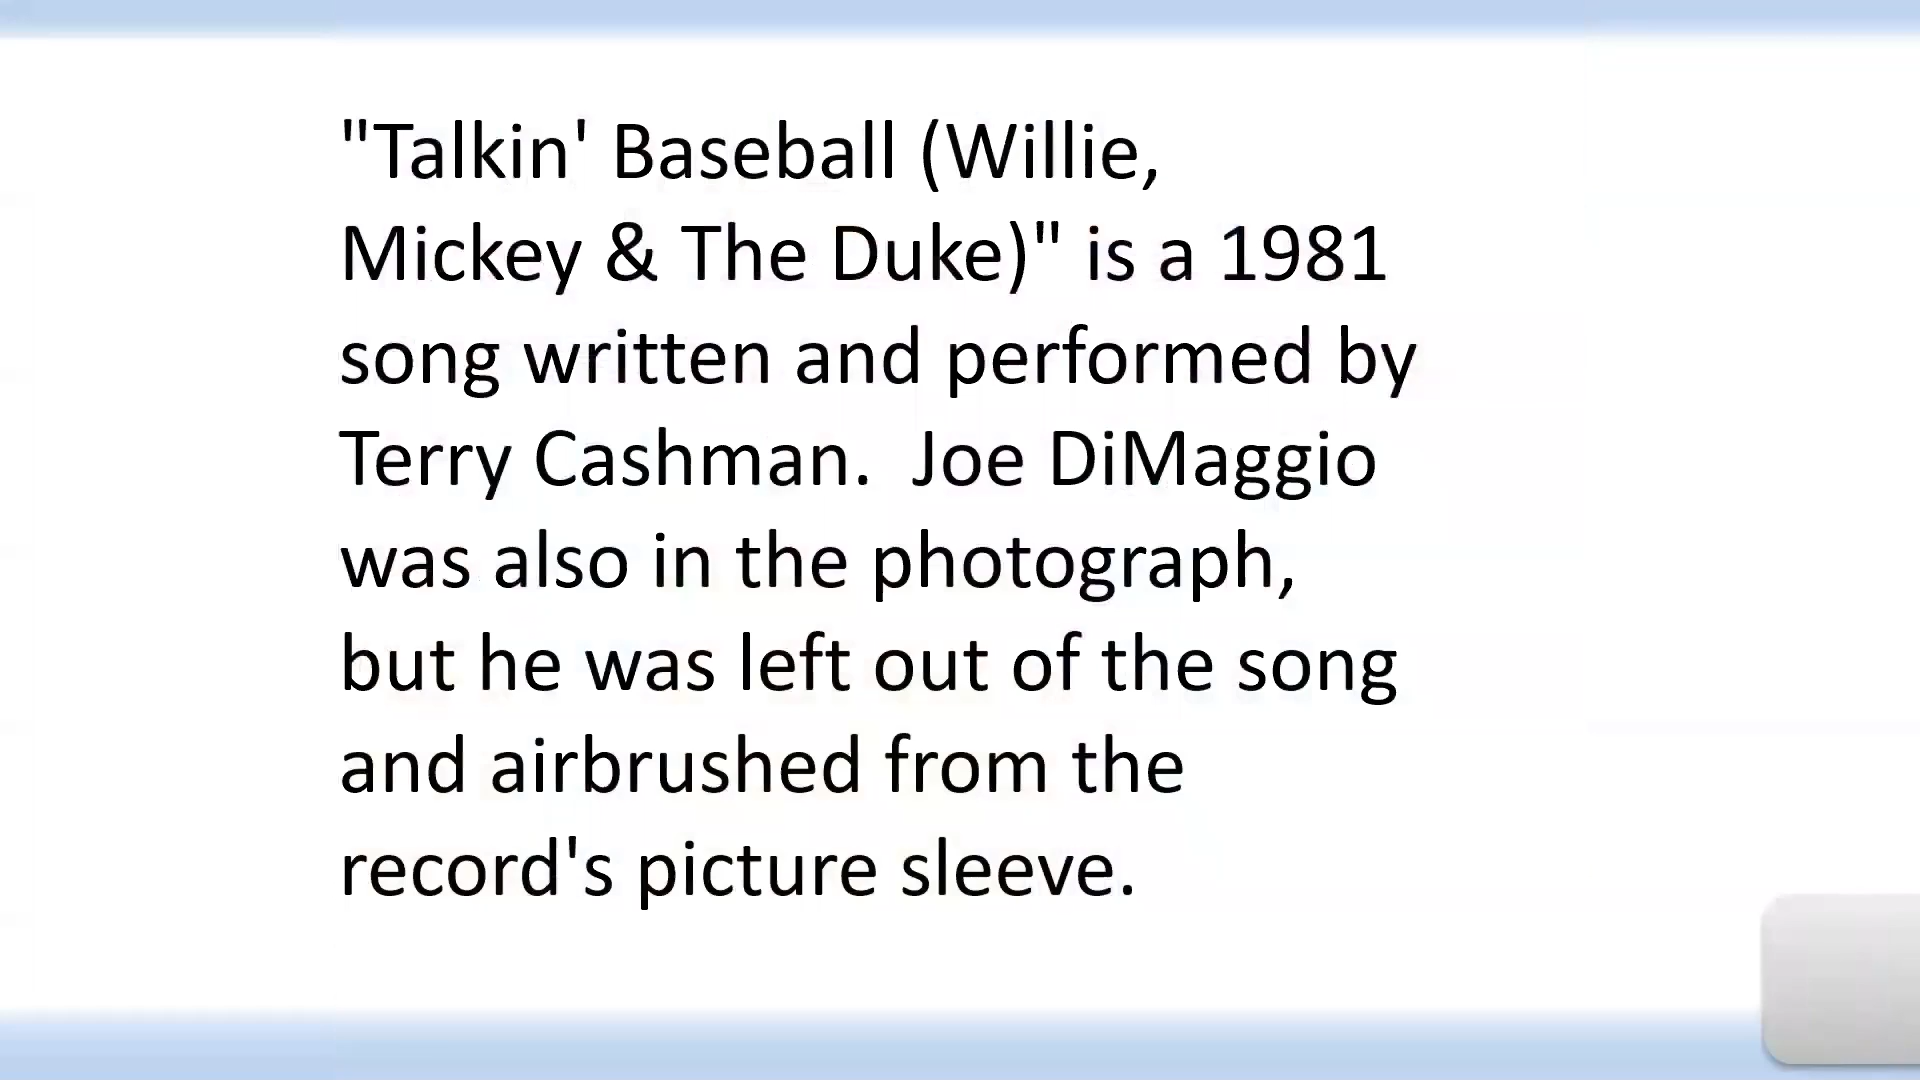 "Talkin' Baseball (Willie,
Mickey & The Duke)" is a 1981
song written and performed by
Terry Cashman.  Joe DiMaggio
was also in the photograph,
but he was left out of the song
and airbrushed from the
record's picture sleeve.